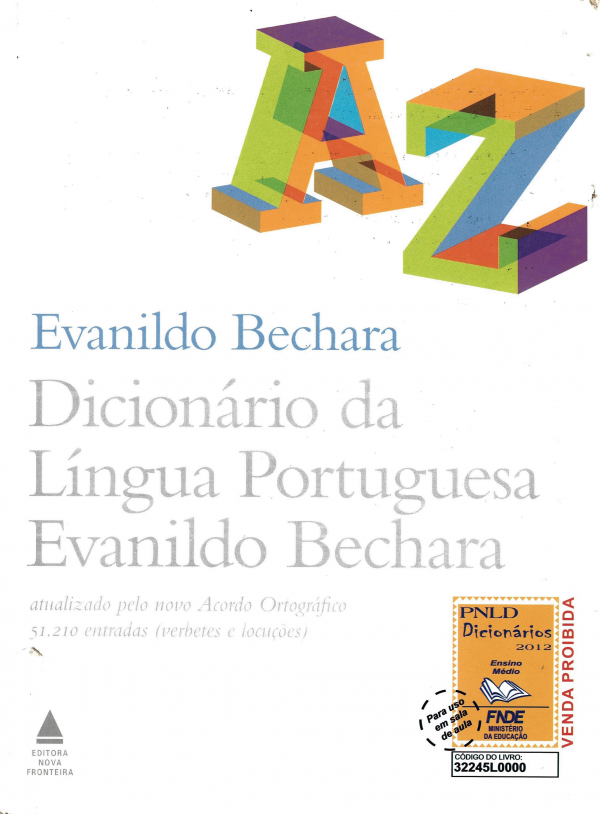 AZ
Evanildo Bechara
Dicionário da
Língua Portuguesa
Evanildo Bechara
atualizado pelo novo Acordo Ortográfico
51.210 entradas (verbetes e locuções)
PNLD
Dicionários
2012
Ensino
Médio
FNDE
MINISTÉRIO
DA EDUCAÇÃO
VENDA PROIBIDA
Para uso
em sala
de aula
CÓDIGO DO LIVRO:
32245L0000
EDITORA
NOVA
FRONTEIRA